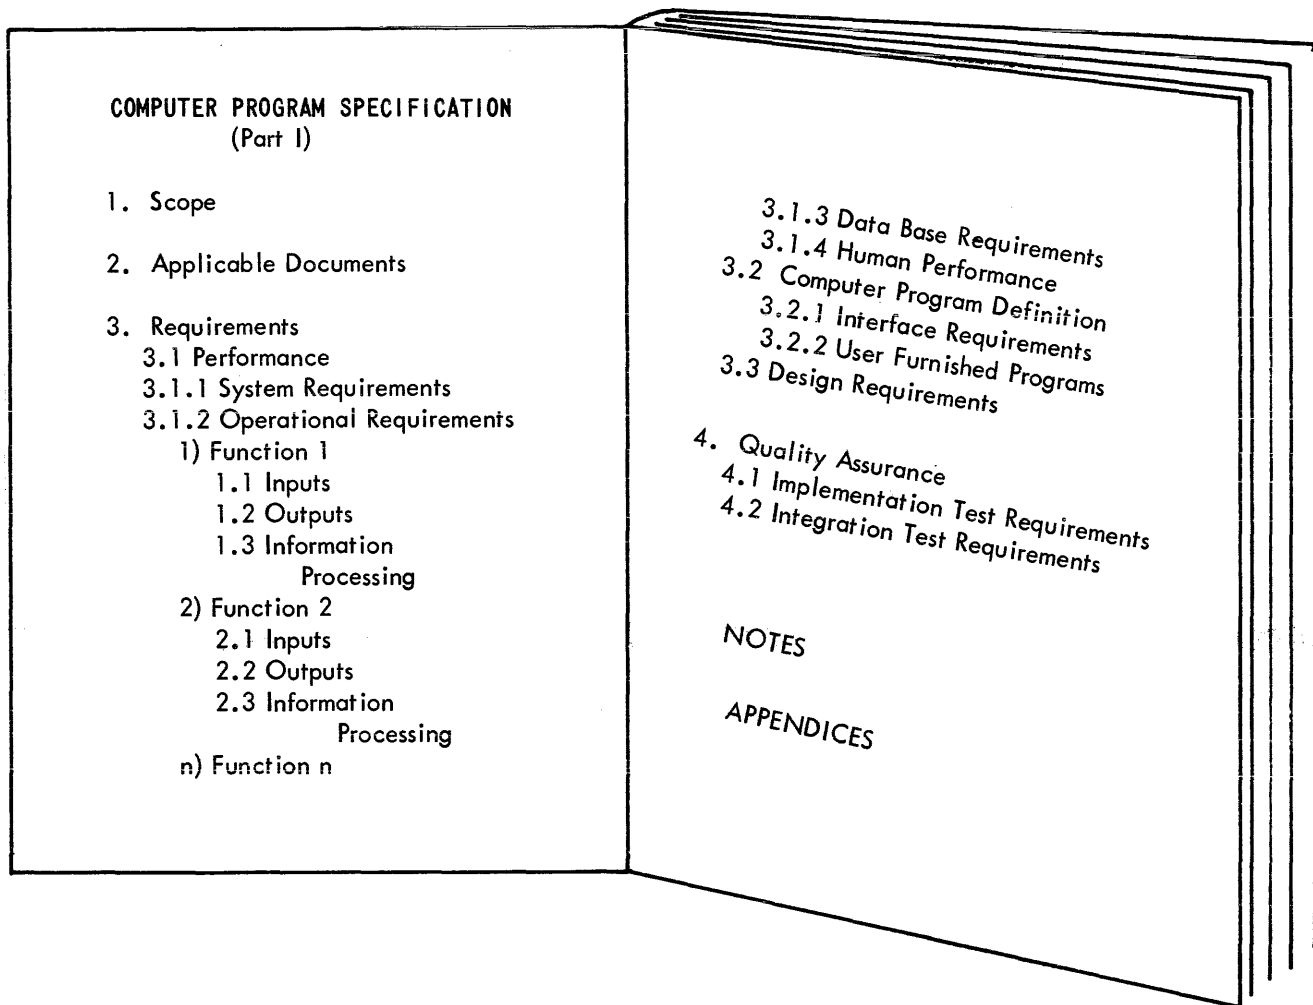 COMPUTER PROGRAM SPECIFICATION
(Part I)
1. Scope
2. Applicable Documents
3. Requirements
3.1 Performance
3.1.1 System Requirements
3.1.2 Operational Requirements
1) Function 1
1.1 Inputs
1.2 Outputs
1.3 Information
Processing
2) Function 2
2.1 Inputs
2.2 Outputs
2.3 Information
Processing
n) Function n
3.1.3 Data Base Requirements
3.1.4 Human Performance
3.2 Computer Program Definition
3.2.1 Interface Requirements
3.2.2 User Furnished Programs
3.3 Design Requirements
4. Quality Assurance
4.1 Implementation Test Requirements
4.2 Integration Test Requirements
NOTES
APPENDICES